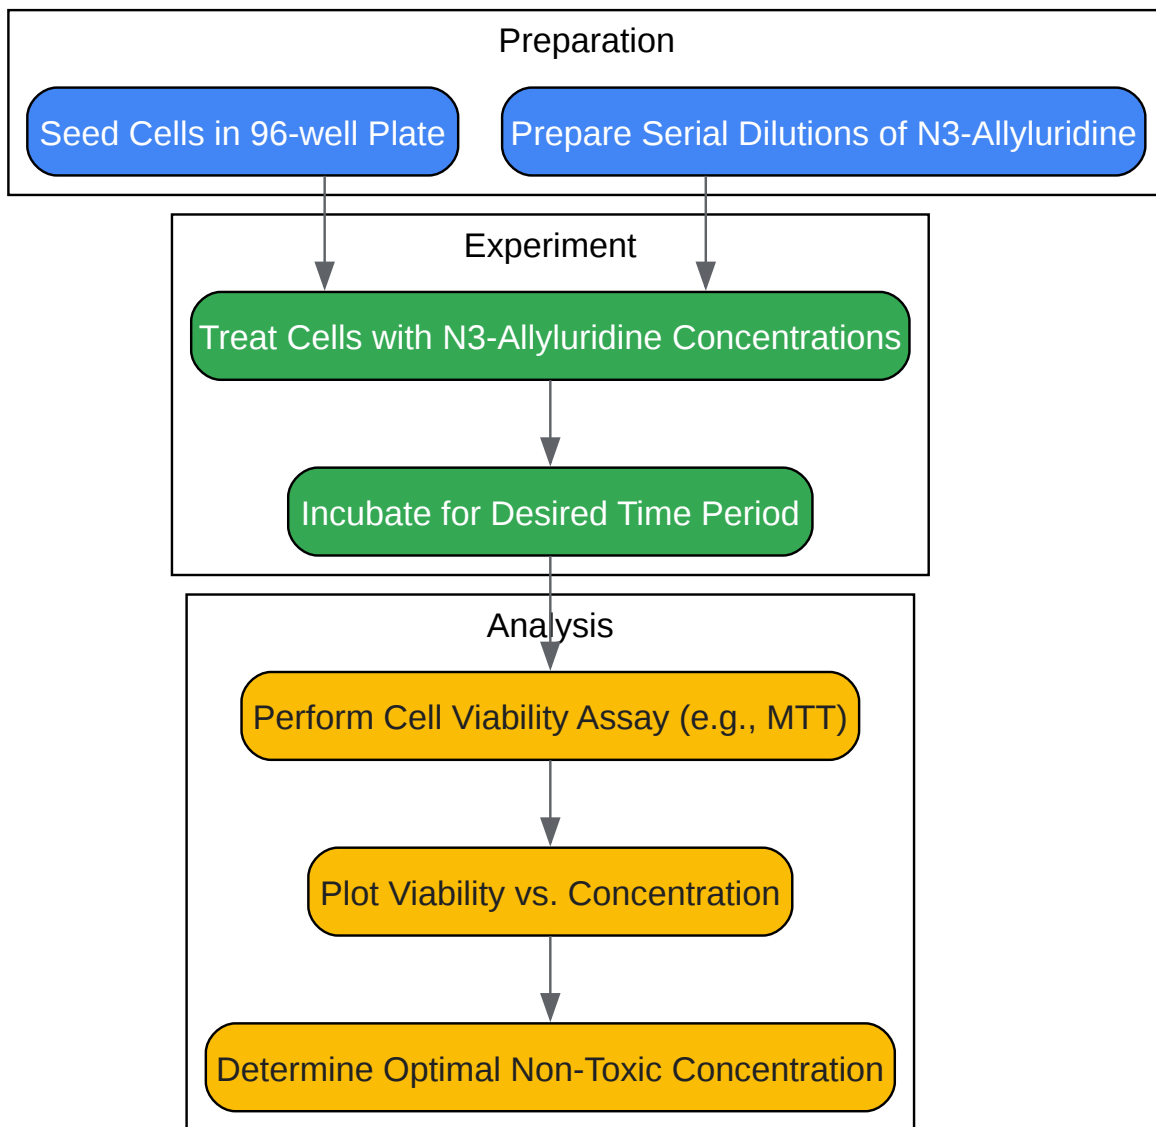 Preparation
Seed Cells in 96-well Plate
Prepare Serial Dilutions of N3-Allyluridine
Experiment
Treat Cells with N3-Allyluridine Concentrations
Incubate for Desired Time Period
Analysis
Perform Cell Viability Assay (e.g., MTT)
Plot Viability vs. Concentration
Determine Optimal Non-Toxic Concentration